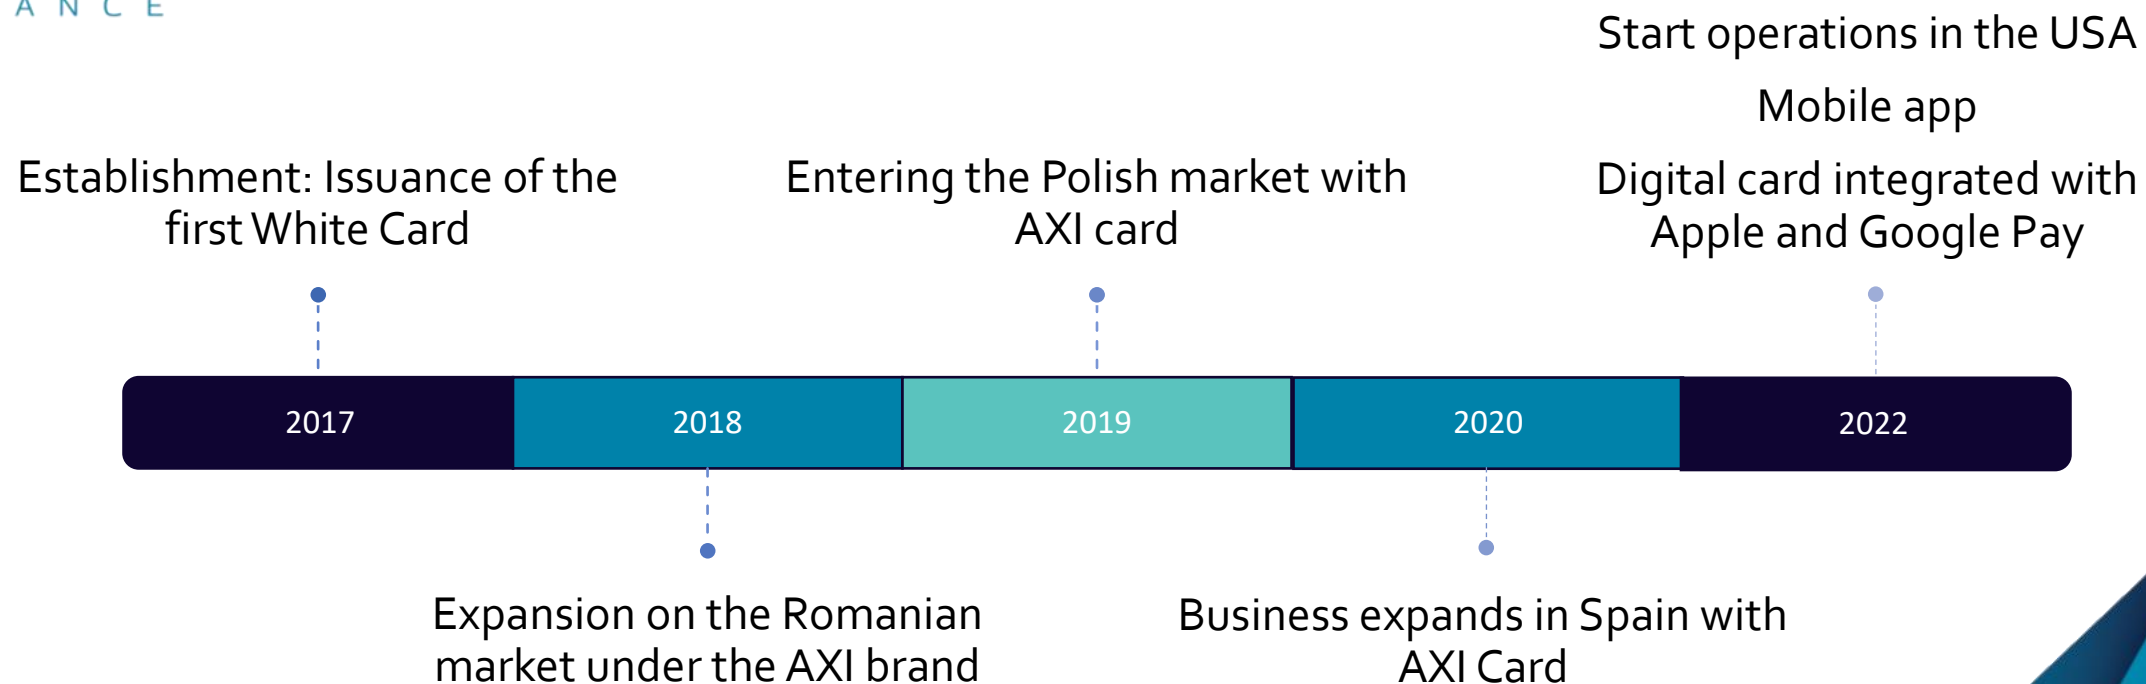 A N C E
Start operations in the USA
Mobile app
Digital card integrated with
Apple and Google Pay
Establishment: Issuance of the
first White Card
Entering the Polish market with
AXI card
2017
2018
2019
2020
2022
Expansion on the Romanian
market under the AXI brand
Business expands in Spain with
AXI Card